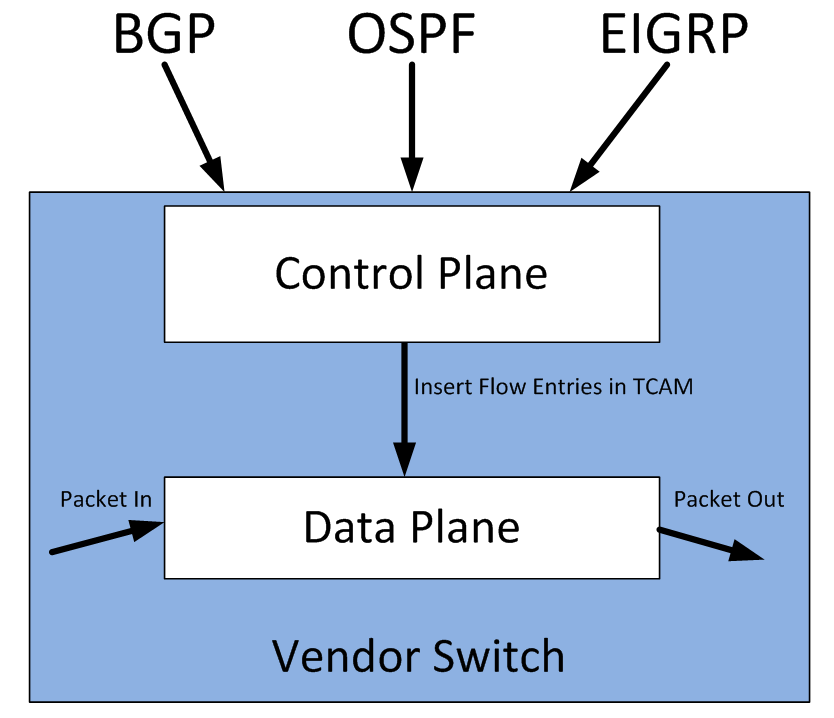 BGP
OSPF
EIGRP
Control Plane
Insert Flow Entries in TCAM
Packet In
Data Plane
Packet Out
Vendor Switch